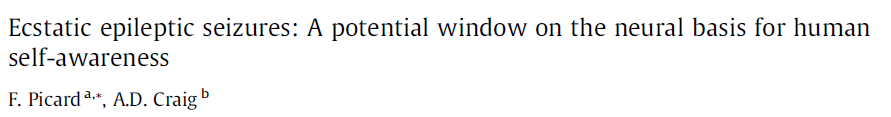 Ecstatic epileptic seizures: A potential window on the neural basis for human
self-awareness
F. Picard a,*, A.D. Craig b